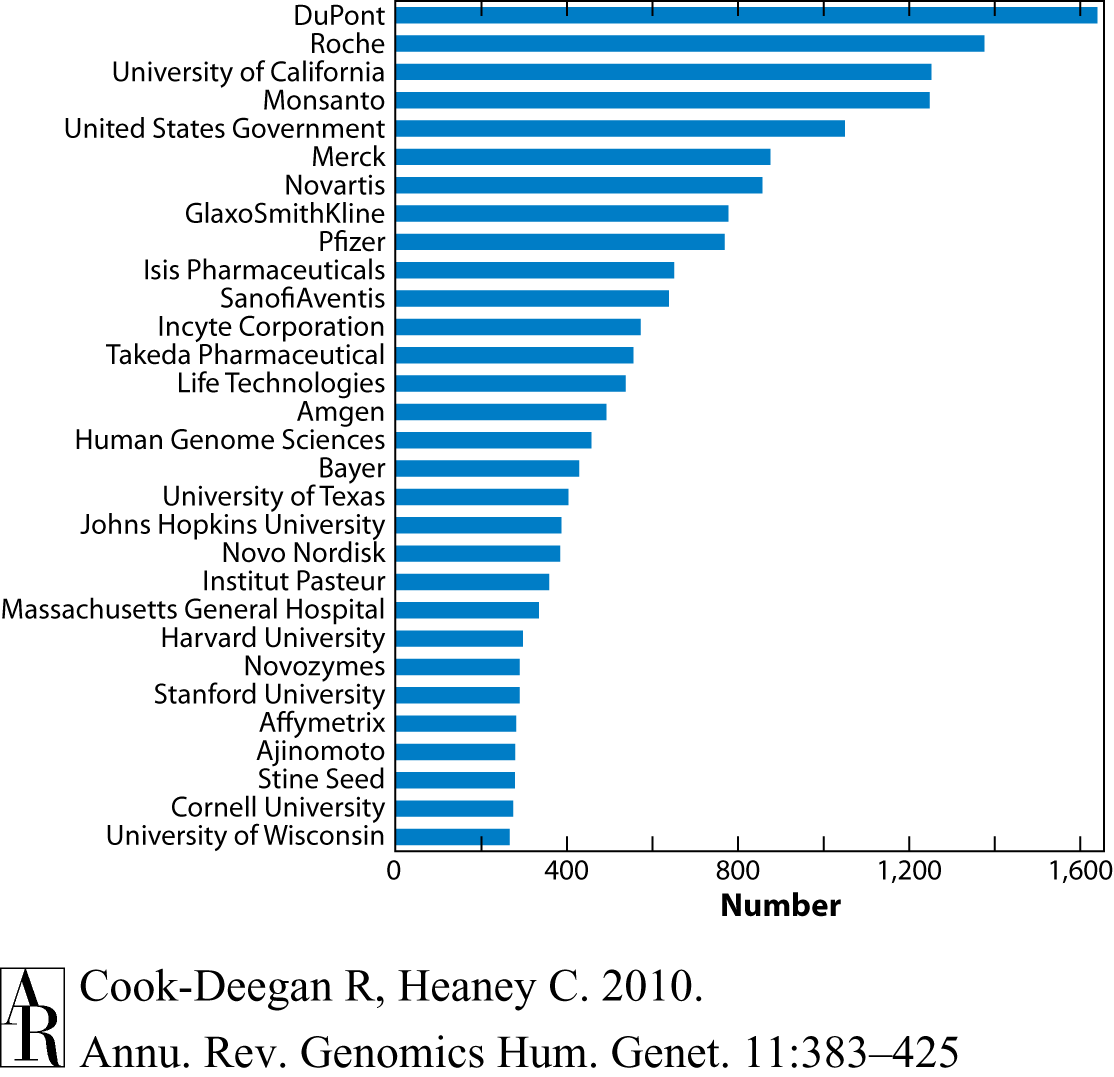 DuPont
Roche
University of California
Monsanto
United States Government
Merck
Novartis
GlaxoSmithKline
Pfizer
Isis Pharmaceuticals
SanofiAventis
Incyte Corporation
Takeda Pharmaceutical
Life Technologies
Amgen
Human Genome Sciences
Bayer
University of Texas
Johns Hopkins University
Novo Nordisk
Institut Pasteur
Massachusetts General Hospital
Harvard University
Novozymes
Stanford University
Affymetrix
Ajinomoto
Stine Seed
Cornell University
University of Wisconsin
0 400 800 1,200 1,600
Number
AR Cook-Deegan R, Heaney C. 2010.
Annu. Rev. Genomics Hum. Genet. 11:383–425